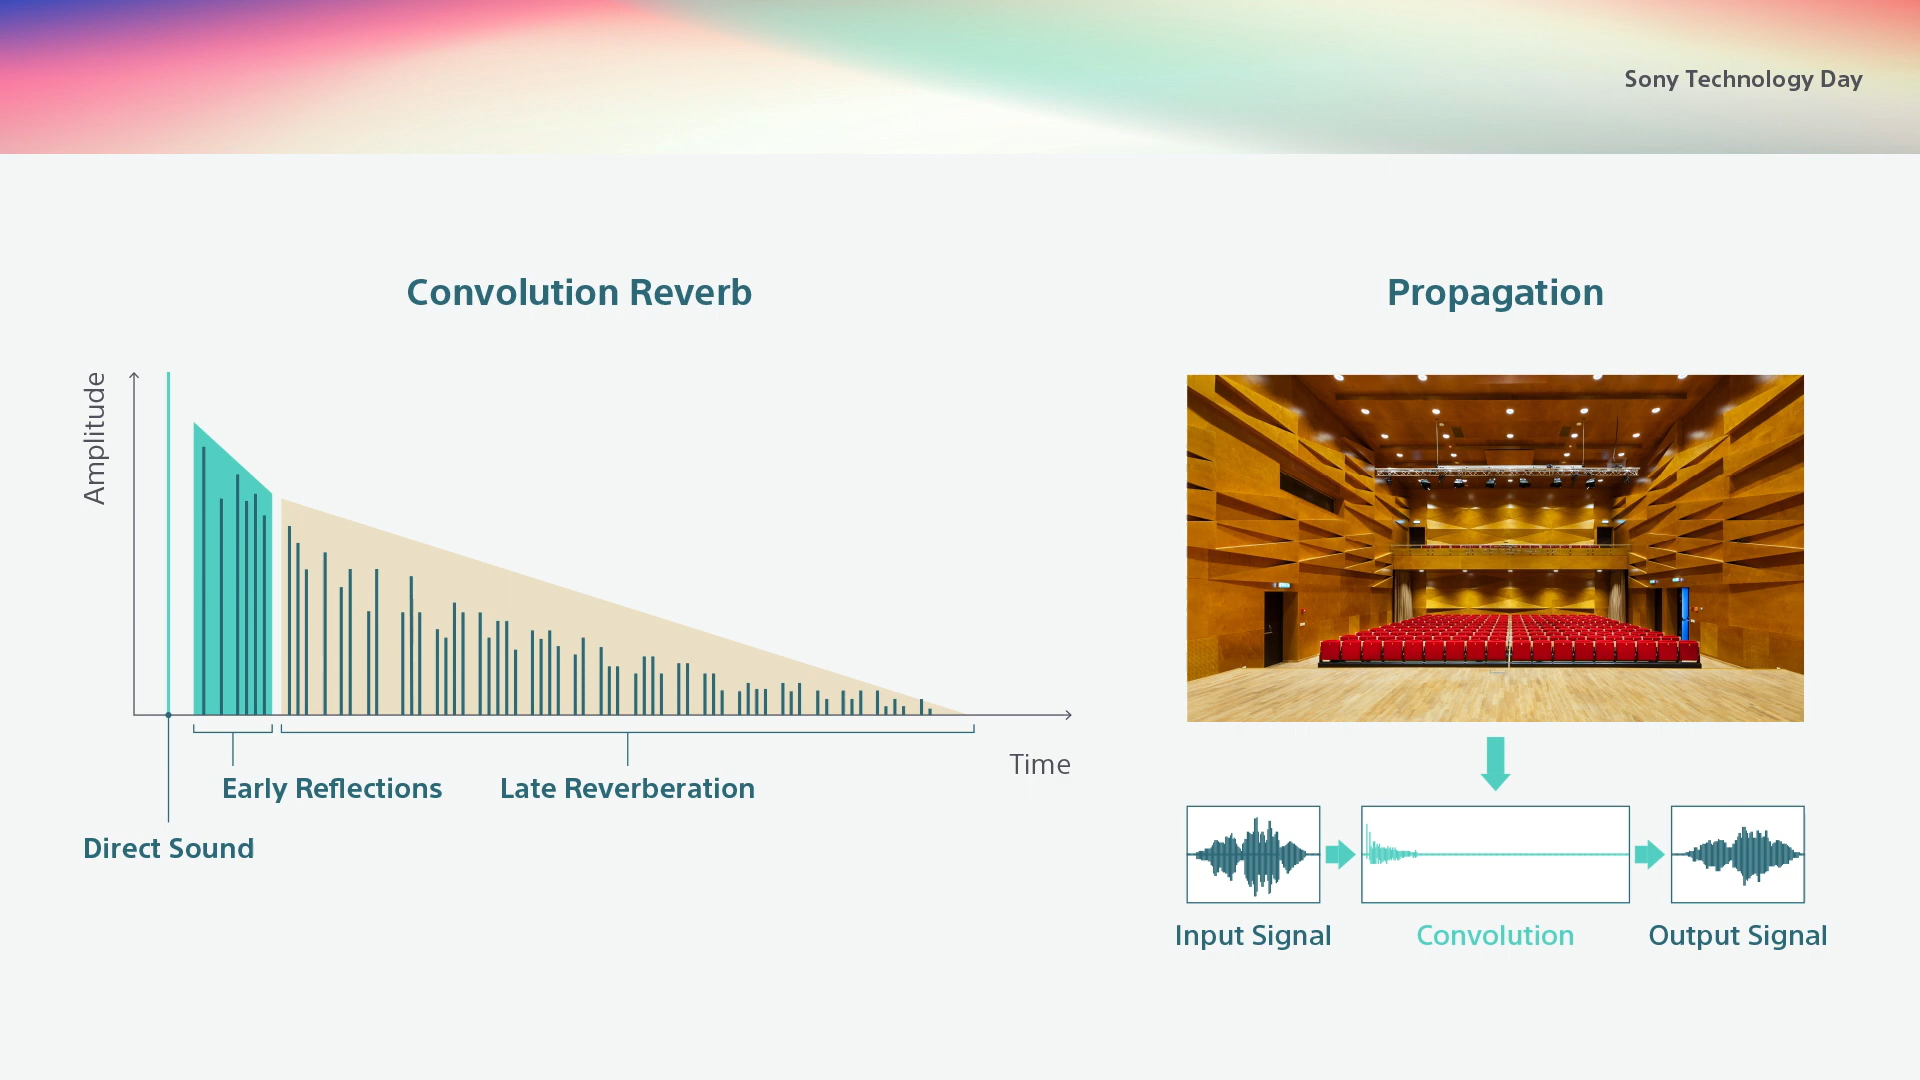 Sony Technology Day
Convolution Reverb
Amplitude
Time
Early Reflections
Late Reverberation
Direct Sound
Propagation
Input Signal
Convolution
Output Signal